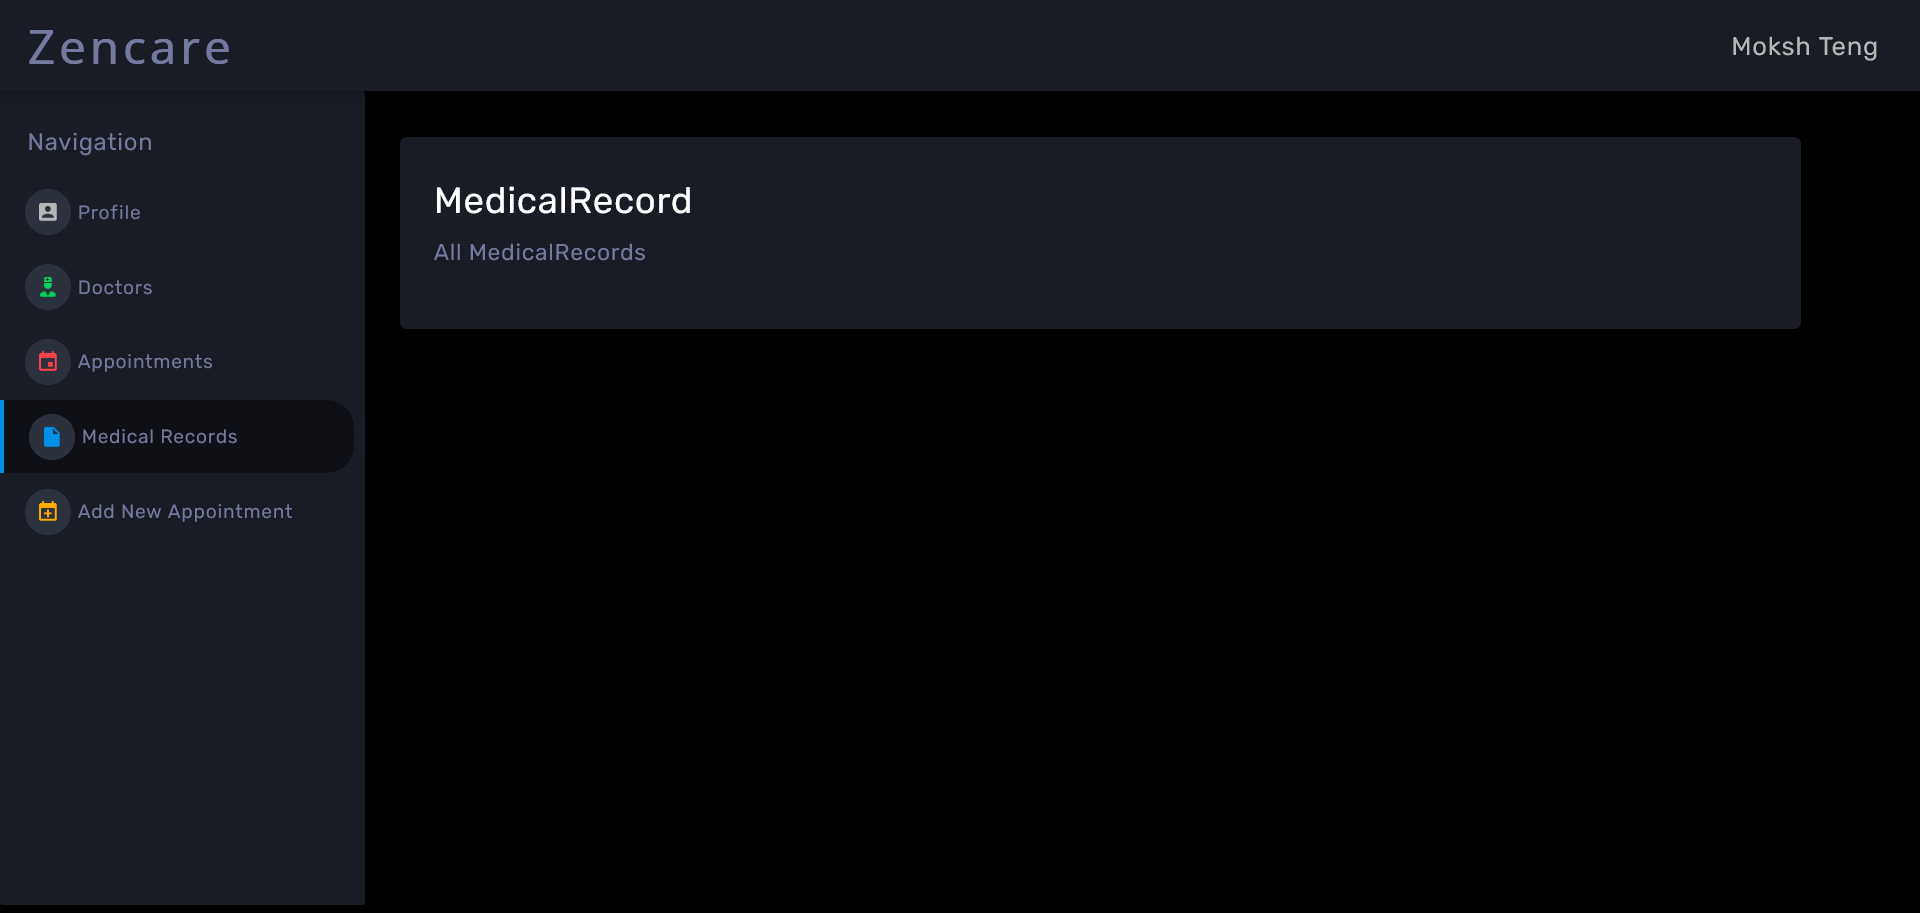 Zencare
Moksh Teng
Navigation
Profile
Doctors
Appointments
Medical Records
Add New Appointment
MedicalRecord
All MedicalRecords